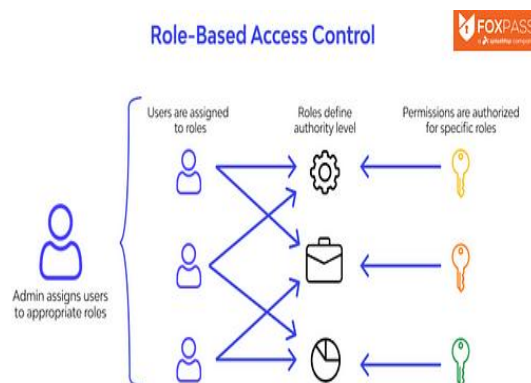 Role-Based Access Control
FOXPASS
Users are assigned
to roles
Roles define
authority level
Permissions are authorized
for specific roles
Admin assigns users
to appropriate roles